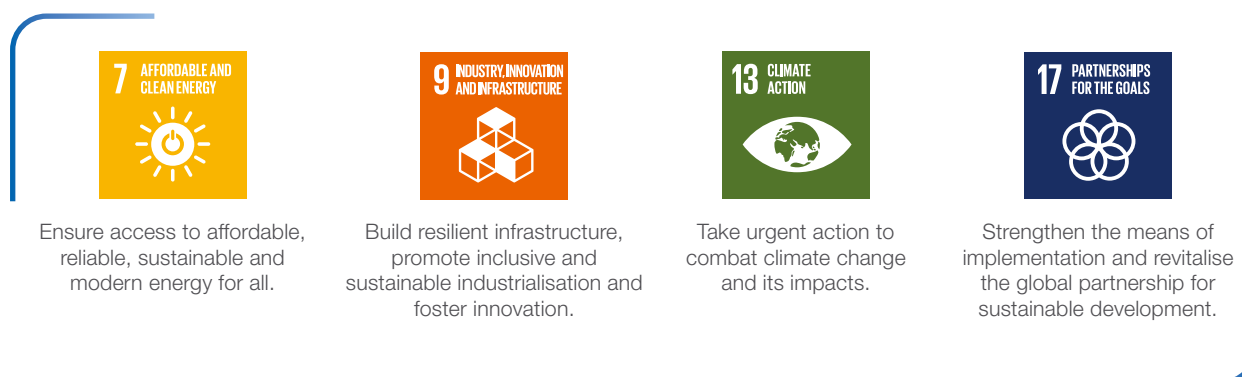 7 AFFORDABLE AND
CLEAN ENERGY
Ensure access to affordable,
reliable, sustainable and
modern energy for all.
9 INDUSTRY, INNOVATION
AND INFRASTRUCTURE
Build resilient infrastructure,
promote inclusive and
sustainable industrialisation and
foster innovation.
13 CLIMATE
ACTION
Take urgent action to
combat climate change
and its impacts.
17 PARTNERSHIPS
FOR THE GOALS
Strengthen the means of
implementation and revitalise
the global partnership for
sustainable development.